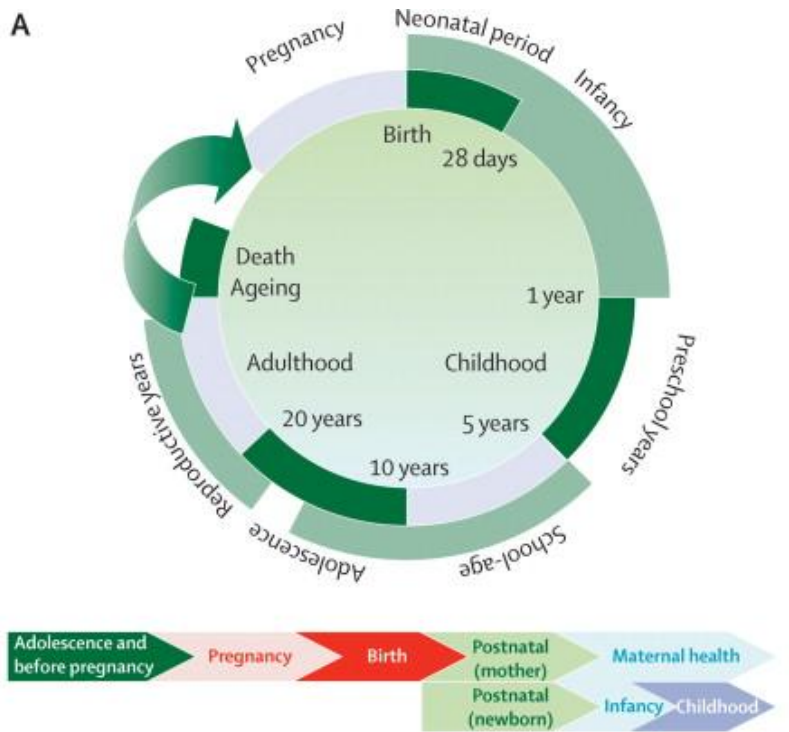 A
Pregnancy
Neonatal period
Infancy
Birth
28 days
Death
Ageing
1 year
Adulthood
Childhood
Preschool years
20 years
5 years
10 years
Reproductive years
Adolescence
School-age
Adolescence and
before pregnancy
Pregnancy
Birth
Postnatal
(mother)
Maternal health
Postnatal
(newborn)
Infancy
Childhood